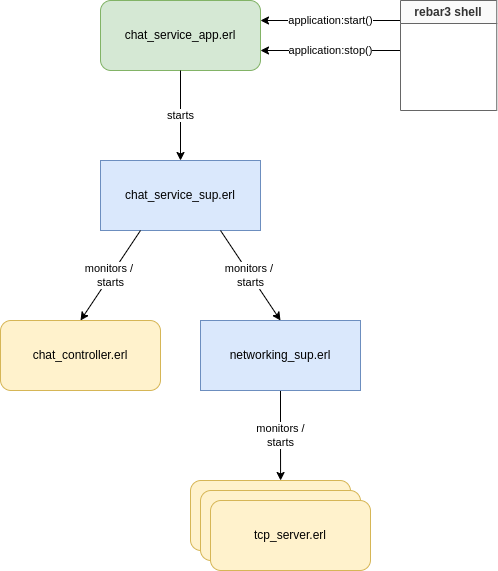 rebar3 shell
chat_service_app.erl
application:start()
application:stop()
starts
chat_service_sup.erl
monitors /
starts
monitors /
starts
chat_controller.erl
networking_sup.erl
monitors /
starts
tcp_server.erl